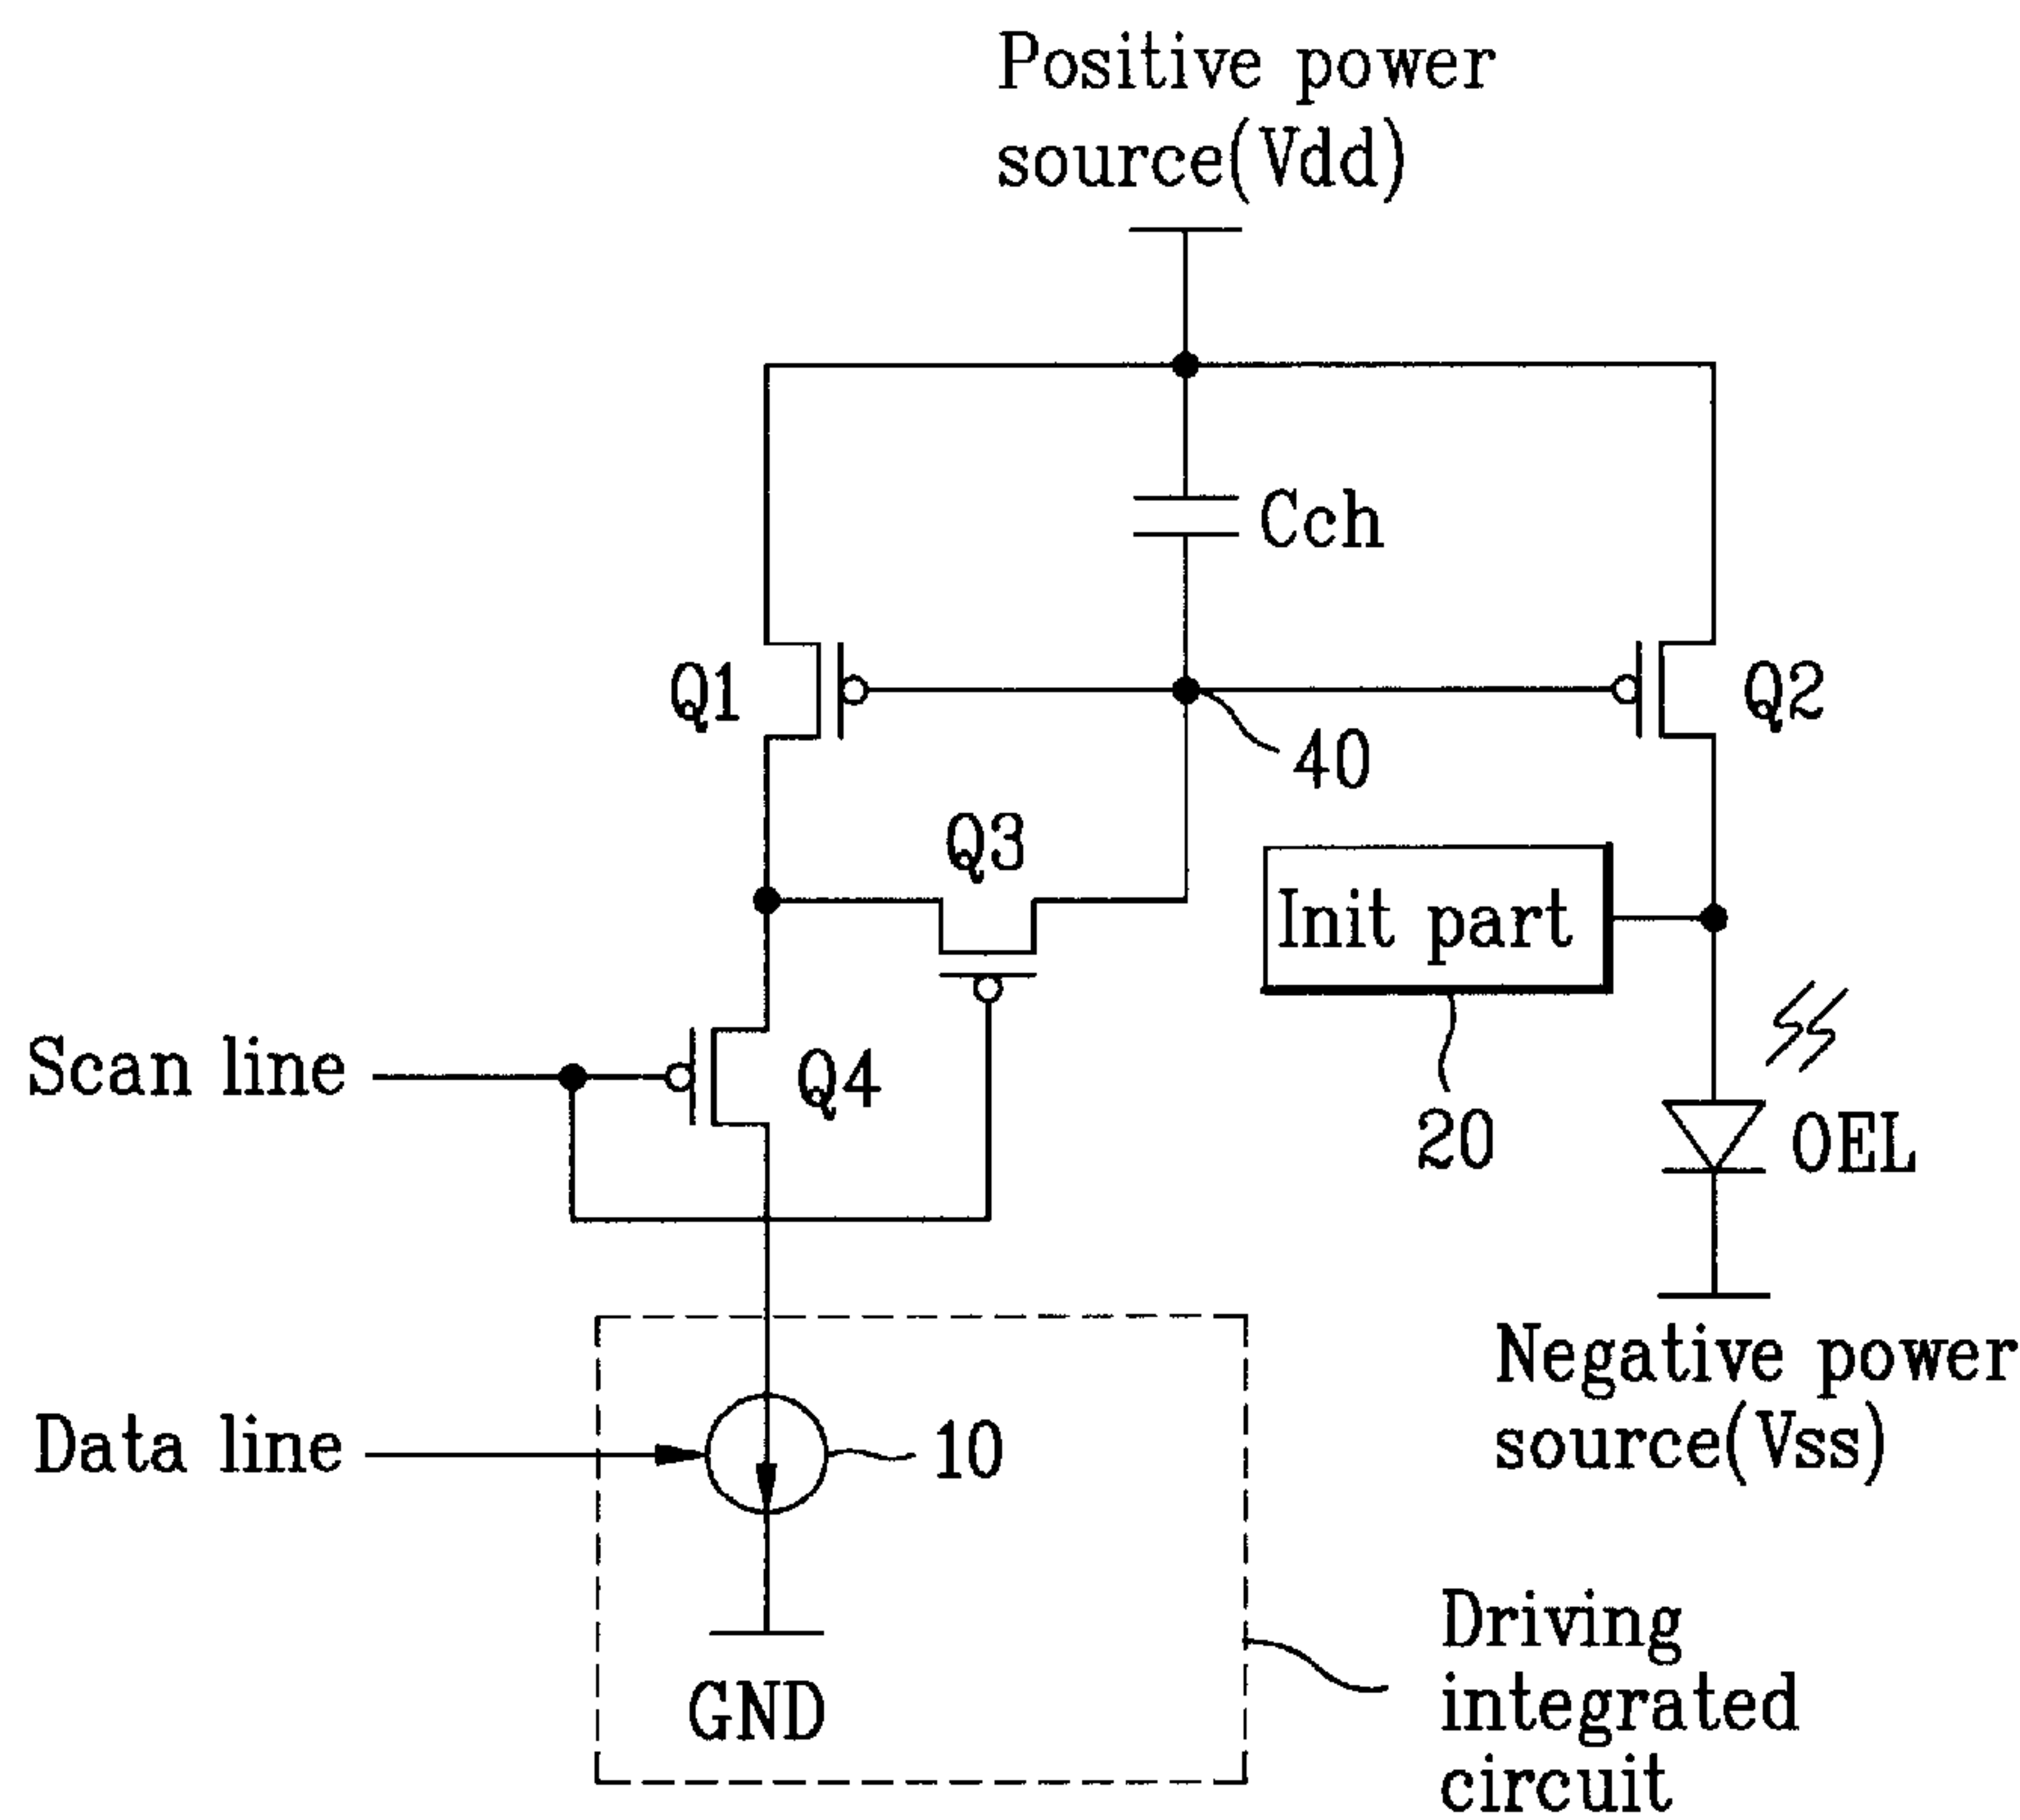 Positive power
source(Vdd)
Cch
Q1
Q2
40
Q3
Init part
Scan line
Q4
20
OEL
Negative power
source(Vss)
Data line
10
GND
Driving
integrated
circuit